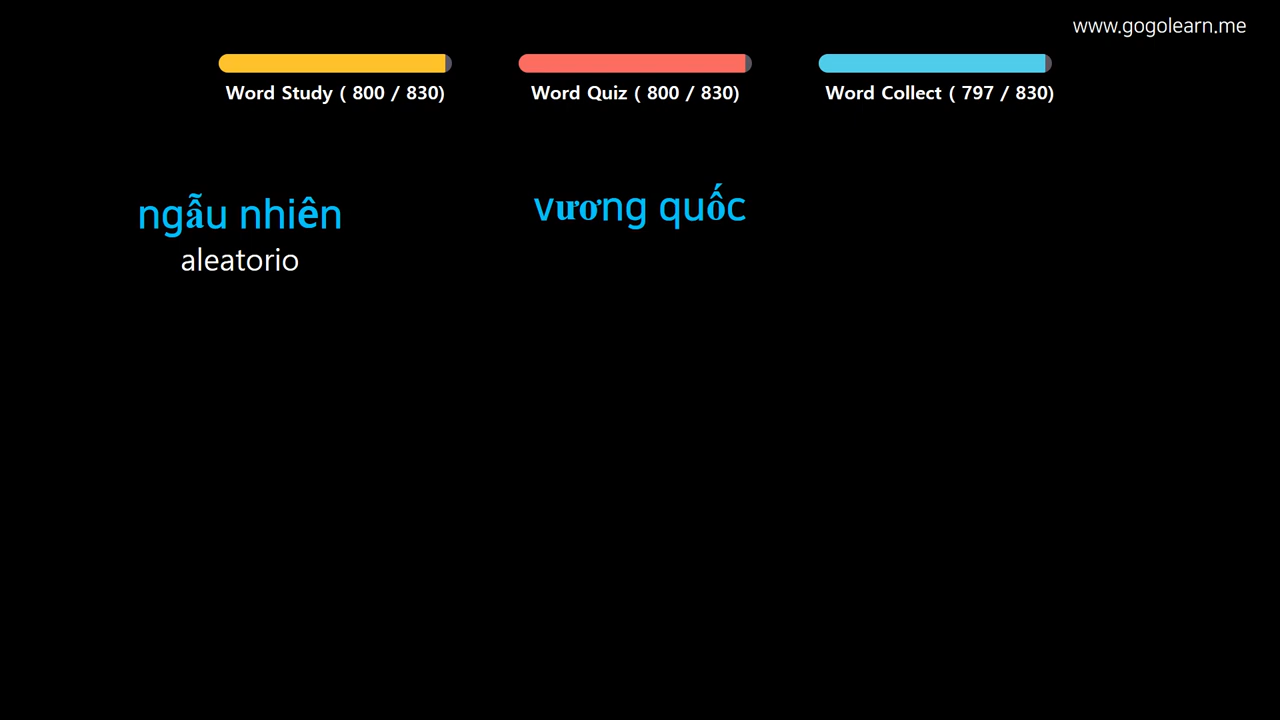 www.gogolearn.me
Word Study ( 800 / 830)
Word Quiz ( 800 / 830)
Word Collect ( 797 / 830)
ngẫu nhiên
aleatorio
vương quốc